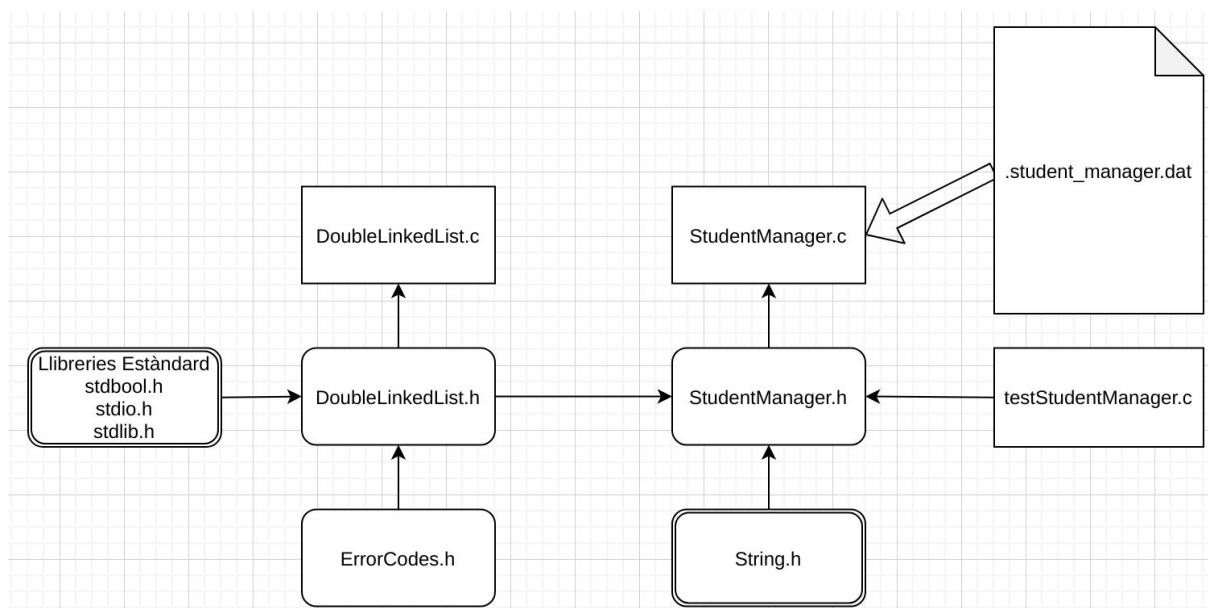 .student_manager.dat
DoubleLinkedList.c
StudentManager.c
Llibreries Estàndard
stdbool.h
stdio.h
stdlib.h
DoubleLinkedList.h
StudentManager.h
testStudentManager.c
ErrorCodes.h
String.h